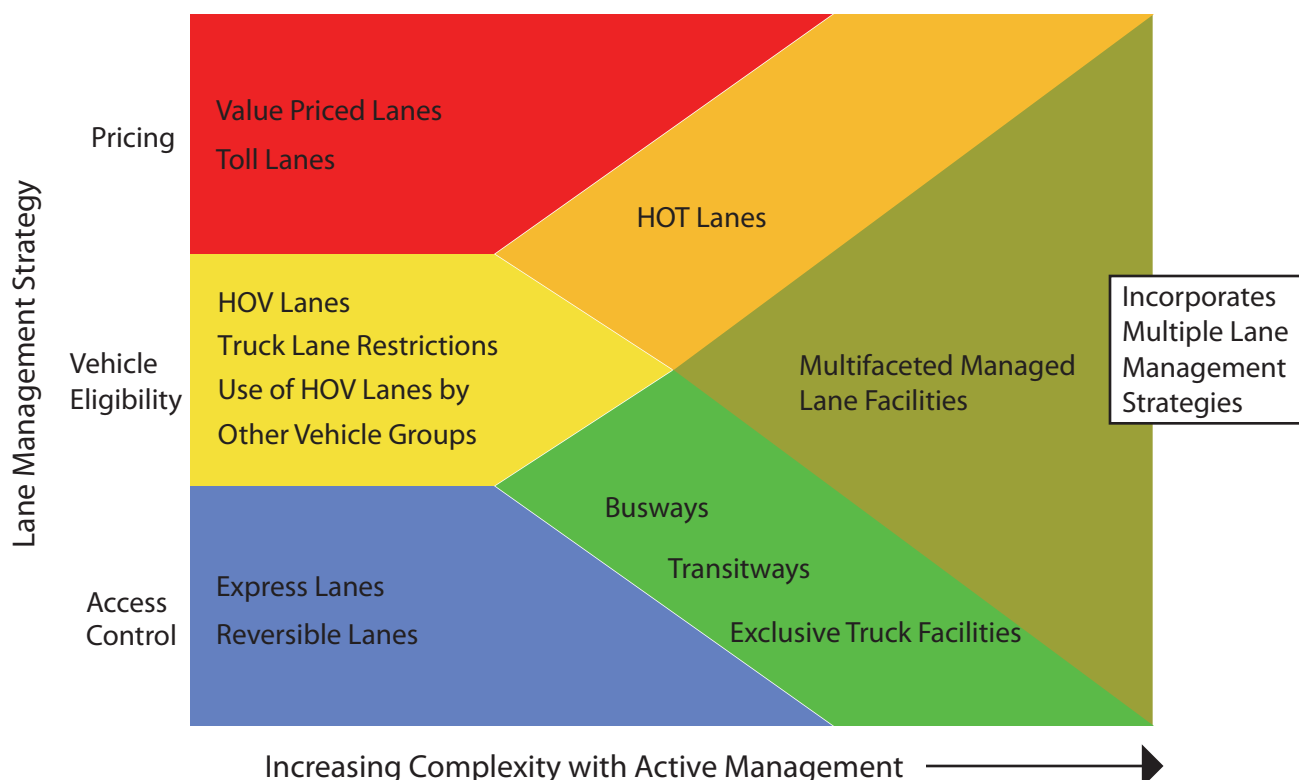 Lane Management Strategy
Pricing
Value Priced Lanes
Toll Lanes
HOT Lanes
Vehicle
Eligibility
HOV Lanes
Truck Lane Restrictions
Use of HOV Lanes by
Other Vehicle Groups
Multifaceted Managed
Lane Facilities
Incorporates
Multiple Lane
Management
Strategies
Access
Control
Express Lanes
Reversible Lanes
Busways
Transitways
Exclusive Truck Facilities
Increasing Complexity with Active Management